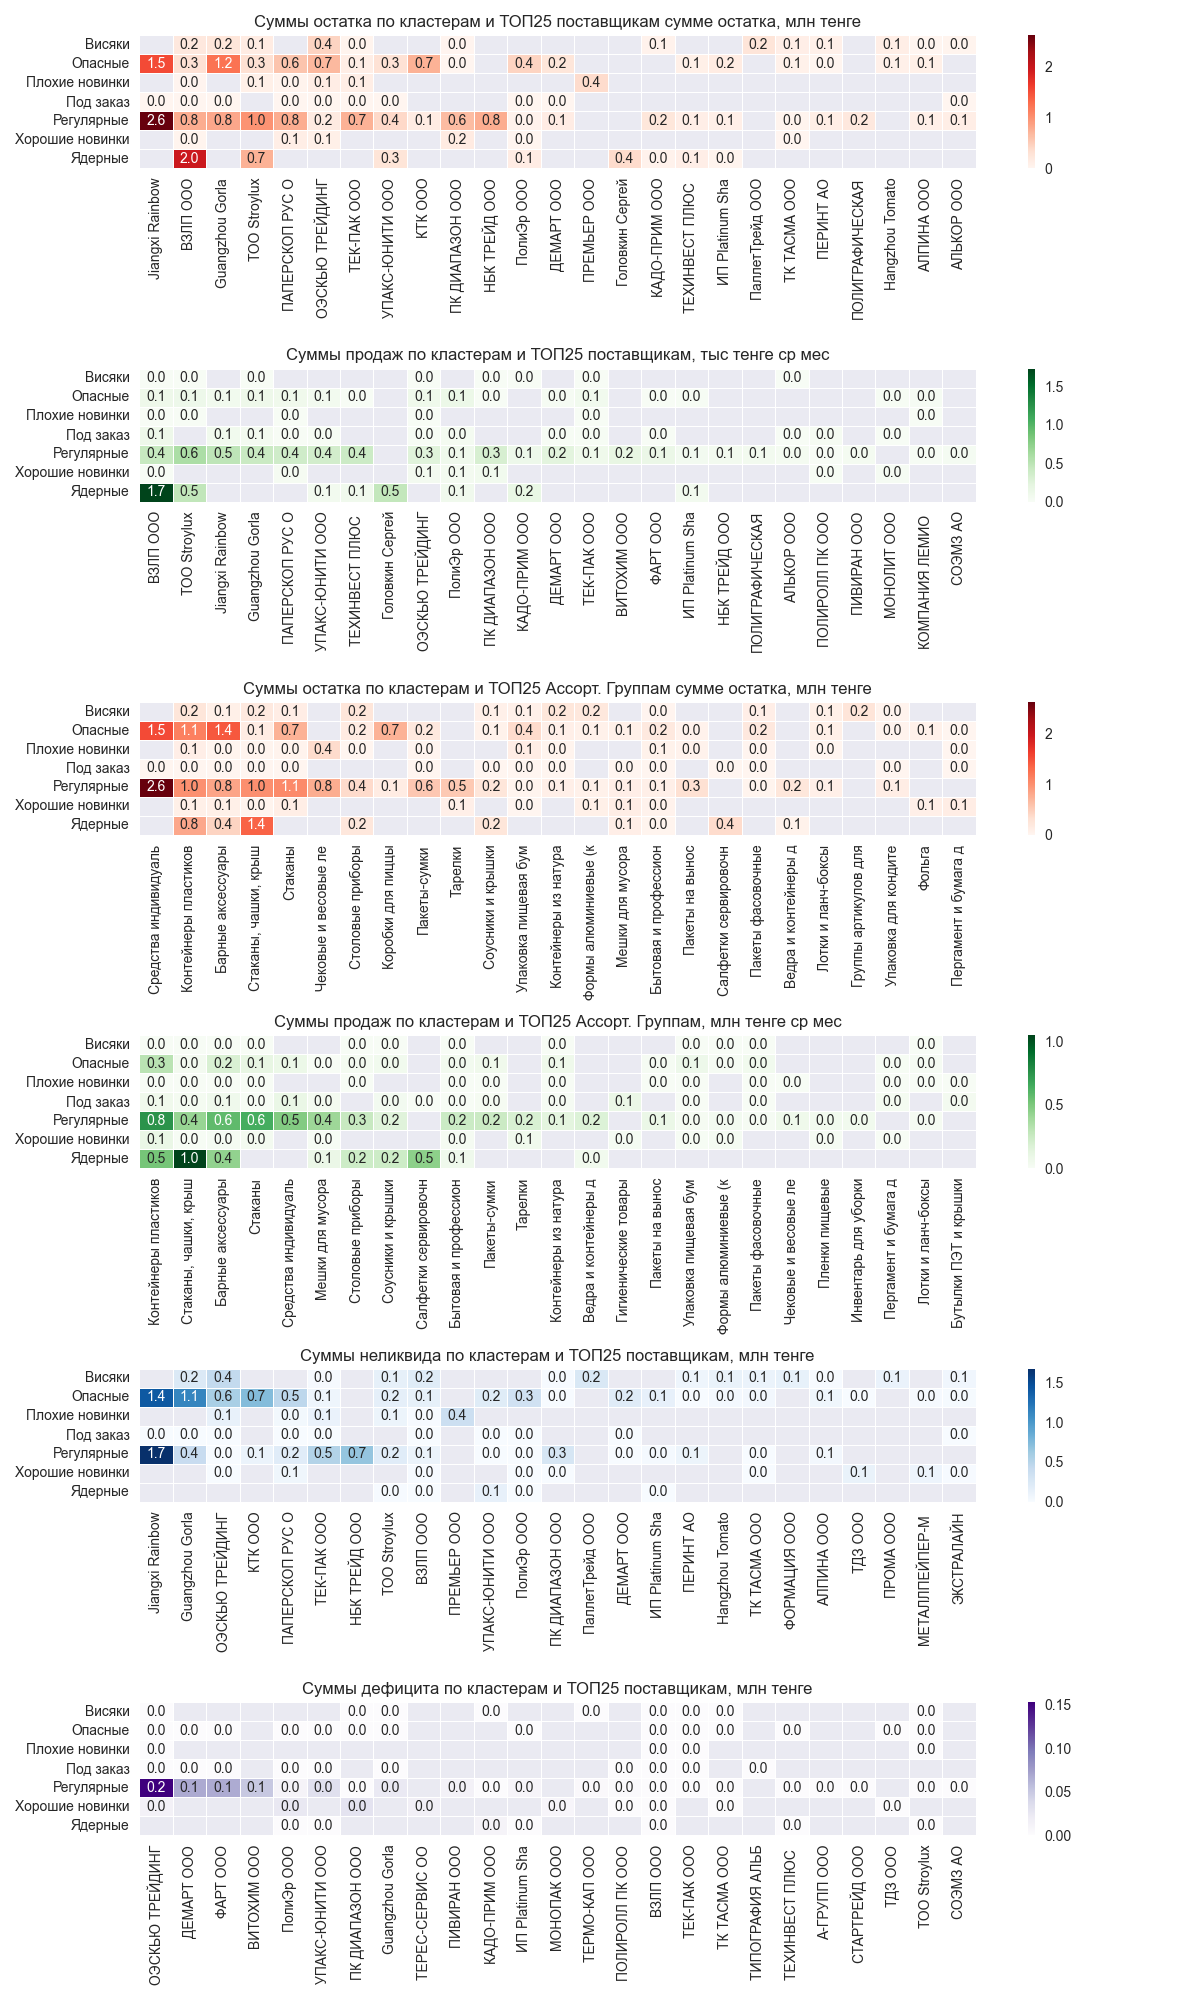 Суммы остатка по кластерам и ТОП25 поставщикам сумме остатка, млн тенге
Висяки 0.2 0.2 0.1 0.4 0.0 0.0 0.1 0.2 0.1 0.1 0.1 0.0 0.0
Опасные 1.5 0.3 1.2 0.3 0.6 0.7 0.1 0.3 0.7 0.0 0.4 0.2 0.1 0.2 0.1 0.0 0.1 0.1
Плохие новинки 0.0 0.1 0.0 0.1 0.1 0.4
Под заказ 0.0 0.0 0.0 0.0 0.0 0.0 0.0 0.0 0.0 0.0
Регулярные 2.6 0.8 0.8 1.0 0.8 0.2 0.7 0.4 0.1 0.6 0.8 0.0 0.1 0.2 0.1 0.1 0.0 0.1 0.2 0.1 0.1
Хорошие новинки 0.0 0.1 0.1 0.2 0.0 0.0
Ядерные 2.0 0.7 0.3 0.1 0.4 0.0 0.1 0.0
2
1
0
Jiangxi Rainbow
ВЗЛП ООО
Guangzhou Gorla
ТОО Stroylux
ПАПЕРСКОП РУС О
ОЭСКЬЮ ТРЕЙДИНГ
ТЕК-ПАК ООО
УПАКС-ЮНИТИ ООО
КТК ООО
ПК ДИАПАЗОН ООО
НБК ТРЕЙД ООО
ПолиЭр ООО
ДЕМАРТ ООО
ПРЕМЬЕР ООО
Головкин Сергей
КАДО-ПРИМ ООО
ТЕХИНВЕСТ ПЛЮС
ИП Platinum Sha
ПаллетТрейд ООО
ТК ТАСМА ООО
ПЕРИНТ АО
ПОЛИГРАФИЧЕСКАЯ
Hangzhou Tomato
АЛПИНА ООО
АЛЬКОР ООО
Суммы продаж по кластерам и ТОП25 поставщикам, тыс тенге ср мес
Висяки 0.0 0.0 0.0 0.0 0.0 0.0 0.0 0.0
Опасные 0.1 0.1 0.1 0.1 0.1 0.1 0.0 0.1 0.1 0.0 0.0 0.1 0.0 0.0 0.0 0.0
Плохие новинки 0.0 0.0 0.0 0.0 0.0 0.0
Под заказ 0.1 0.1 0.1 0.0 0.0 0.0 0.0 0.0 0.0 0.0 0.0 0.0 0.0
Регулярные 0.4 0.6 0.5 0.4 0.4 0.4 0.4 0.3 0.1 0.3 0.1 0.2 0.1 0.2 0.1 0.1 0.1 0.1 0.0 0.0 0.0 0.0 0.0
Хорошие новинки 0.0 0.0 0.1 0.1 0.1 0.0 0.0
Ядерные 1.7 0.5 0.1 0.1 0.5 0.1 0.2 0.1
1.5
1.0
0.5
0.0
ВЗЛП ООО
ТОО Stroylux
Jiangxi Rainbow
Guangzhou Gorla
ПАПЕРСКОП РУС О
УПАКС-ЮНИТИ ООО
ТЕХИНВЕСТ ПЛЮС
Головкин Сергей
ОЭСКЬЮ ТРЕЙДИНГ
ПолиЭр ООО
ПК ДИАПАЗОН ООО
КАДО-ПРИМ ООО
ДЕМАРТ ООО
ТЕК-ПАК ООО
ВИТОХИМ ООО
ФАРТ ООО
ИП Platinum Sha
НБК ТРЕЙД ООО
ПОЛИГРАФИЧЕСКАЯ
АЛЬКОР ООО
ПОЛИРОЛЛ ПК ООО
ПИВИРАН ООО
МОНОЛИТ ООО
КОМПАНИЯ ЛЕМИО
СОЭМЗ АО
Суммы остатка по кластерам и ТОП25 Ассорт. Группам сумме остатка, млн тенге
Висяки 0.2 0.1 0.2 0.1 0.2 0.1 0.1 0.2 0.2 0.0 0.1 0.1 0.2 0.0
Опасные 1.5 1.1 1.4 0.1 0.7 0.2 0.7 0.2 0.1 0.4 0.1 0.1 0.1 0.2 0.0 0.2 0.1 0.0 0.1 0.0
Плохие новинки 0.1 0.0 0.0 0.0 0.4 0.0 0.0 0.1 0.0 0.1 0.0 0.0 0.0 0.0
Под заказ 0.0 0.0 0.0 0.0 0.0 0.0 0.0 0.0 0.0 0.0 0.0 0.0 0.0 0.0 0.0 0.0
Регулярные 2.6 1.0 0.8 1.0 1.1 0.8 0.4 0.1 0.6 0.5 0.2 0.0 0.1 0.1 0.1 0.1 0.3 0.0 0.2 0.1 0.1
Хорошие новинки 0.1 0.1 0.0 0.1 0.1 0.0 0.1 0.1 0.0 0.1 0.1
Ядерные 0.8 0.4 1.4 0.2 0.2 0.1 0.0 0.4 0.1
2
1
0
Средства индивидуаль
Контейнеры пластиков
Барные аксессуары
Стаканы, чашки, крыш
Стаканы
Чековые и весовые ле
Столовые приборы
Коробки для пиццы
Пакеты-сумки
Тарелки
Соусники и крышки
Упаковка пищевая бум
Контейнеры из натура
Формы алюминиевые (к
Мешки для мусора
Бытовая и профессион
Пакеты на вынос
Салфетки сервировочн
Пакеты фасовочные
Ведра и контейнеры д
Лотки и ланч-боксы
Группы артикулов для
Упаковка для кондите
Фольга
Пергамент и бумага д
Суммы продаж по кластерам и ТОП25 Ассорт. Группам, млн тенге ср мес
Висяки 0.0 0.0 0.0 0.0 0.0 0.0 0.0 0.0 0.0 0.0 0.0 0.0
Опасные 0.3 0.0 0.2 0.1 0.1 0.0 0.0 0.0 0.0 0.1 0.1 0.0 0.1 0.0 0.0 0.0 0.0
Плохие новинки 0.0 0.0 0.0 0.0 0.0 0.0 0.0 0.0 0.0 0.0 0.0 0.0 0.0 0.0 0.0
Под заказ 0.1 0.0 0.1 0.0 0.1 0.0 0.0 0.0 0.0 0.0 0.0 0.0 0.1 0.0 0.0 0.0 0.0
Регулярные 0.8 0.4 0.6 0.6 0.5 0.4 0.3 0.2 0.2 0.2 0.2 0.1 0.2 0.1 0.0 0.0 0.0 0.1 0.0 0.0 0.0
Хорошие новинки 0.1 0.0 0.0 0.0 0.0 0.0 0.1 0.0 0.0 0.0 0.0 0.0
Ядерные 0.5 1.0 0.4 0.1 0.2 0.2 0.5 0.1 0.0
1.0
0.5
0.0
Контейнеры пластиков
Стаканы, чашки, крыш
Барные аксессуары
Стаканы
Средства индивидуаль
Мешки для мусора
Столовые приборы
Соусники и крышки
Салфетки сервировочн
Бытовая и профессион
Пакеты-сумки
Тарелки
Контейнеры из натура
Ведра и контейнеры д
Гигиенические товары
Пакеты на вынос
Упаковка пищевая бум
Формы алюминиевые (к
Пакеты фасовочные
Чековые и весовые ле
Пленки пищевые
Инвентарь для уборки
Пергамент и бумага д
Лотки и ланч-боксы
Бутылки ПЭТ и крышки
Суммы неликвида по кластерам и ТОП25 поставщикам, млн тенге
Висяки 0.2 0.4 0.0 0.1 0.2 0.0 0.2 0.1 0.1 0.1 0.1 0.0 0.1 0.1
Опасные 1.4 1.1 0.6 0.7 0.5 0.1 0.2 0.1 0.2 0.3 0.0 0.2 0.1 0.0 0.0 0.0 0.1 0.0 0.0 0.0
Плохие новинки 0.1 0.0 0.1 0.1 0.0 0.4
Под заказ 0.0 0.0 0.0 0.0 0.0 0.0 0.0 0.0 0.0 0.0 0.0
Регулярные 1.7 0.4 0.0 0.1 0.2 0.5 0.7 0.2 0.1 0.0 0.0 0.3 0.0 0.0 0.1 0.0 0.1
Хорошие новинки 0.0 0.1 0.0 0.0 0.0 0.0 0.1 0.1 0.0
Ядерные 0.0 0.0 0.1 0.0 0.0
1.5
1.0
0.5
0.0
Jiangxi Rainbow
Guangzhou Gorla
ОЭСКЬЮ ТРЕЙДИНГ
КТК ООО
ПАПЕРСКОП РУС О
ТЕК-ПАК ООО
НБК ТРЕЙД ООО
ТОО Stroylux
ВЗЛП ООО
ПРЕМЬЕР ООО
УПАКС-ЮНИТИ ООО
ПолиЭр ООО
ПК ДИАПАЗОН ООО
ПаллетТрейд ООО
ДЕМАРТ ООО
ИП Platinum Sha
ПЕРИНТ АО
Hangzhou Tomato
ТК ТАСМА ООО
ФОРМАЦИЯ ООО
АЛПИНА ООО
ТДЗ ООО
ПРОМА ООО
МЕТАЛЛПЕЙПЕР-М
ЭКСТРАЛАЙН
Суммы дефицита по кластерам и ТОП25 поставщикам, млн тенге
Висяки 0.0 0.0 0.0 0.0 0.0 0.0 0.0 0.0 0.0
Опасные 0.0 0.0 0.0 0.0 0.0 0.0 0.0 0.0 0.0 0.0 0.0 0.0 0.0 0.0
Плохие новинки 0.0 0.0 0.0 0.0
Под заказ 0.0 0.0 0.0 0.0 0.0 0.0 0.0 0.0 0.0 0.0
Регулярные 0.2 0.1 0.1 0.1 0.0 0.0 0.0 0.0 0.0 0.0 0.0 0.0 0.0 0.0 0.0 0.0 0.0 0.0 0.0 0.0 0.0
Хорошие новинки 0.0 0.0 0.0 0.0 0.0 0.0 0.0 0.0 0.0
Ядерные 0.0 0.0 0.0 0.0 0.0 0.0 0.0
0.15
0.10
0.05
0.00
ОЭСКЬЮ ТРЕЙДИНГ
ДЕМАРТ ООО
ФАРТ ООО
ВИТОХИМ ООО
ПолиЭр ООО
УПАКС-ЮНИТИ ООО
ПК ДИАПАЗОН ООО
Guangzhou Gorla
ТЕРЕС-СЕРВИС ОО
ПИВИРАН ООО
КАДО-ПРИМ ООО
ИП Platinum Sha
МОНОПАК ООО
ТЕРМО-КАП ООО
ПОЛИРОЛЛ ПК ООО
ВЗЛП ООО
ТЕК-ПАК ООО
ТК ТАСМА ООО
ТИПОГРАФИЯ АЛЬБ
ТЕХИНВЕСТ ПЛЮС
А-ГРУПП ООО
СТАРТРЕЙД ООО
ТДЗ ООО
ТОО Stroylux
СОЭМЗ АО